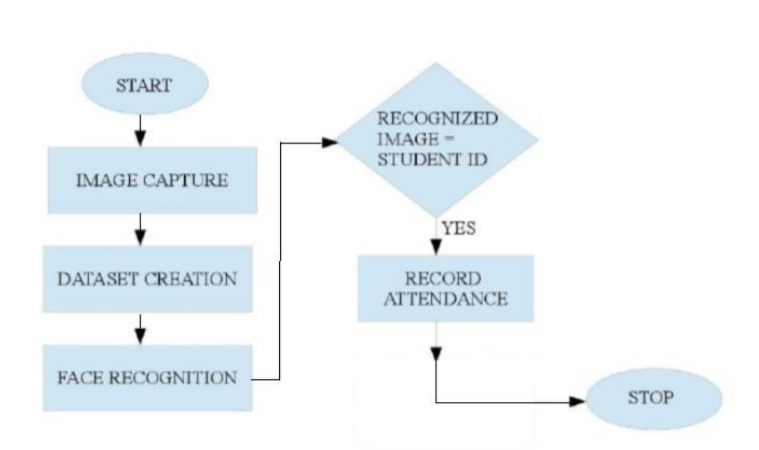 START
IMAGE CAPTURE
DATASET CREATION
FACE RECOGNITION
RECOGNIZED
IMAGE =
STUDENT ID
YES
RECORD
ATTENDANCE
STOP